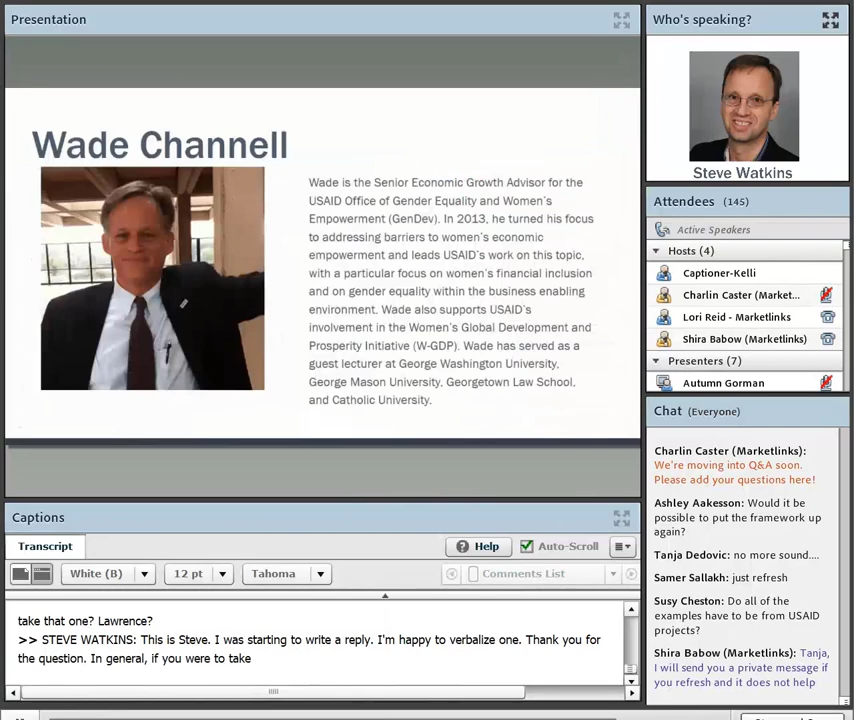 Presentation
Who's speaking?
Wade Channell
Wade is the Senior Economic Growth Advisor for the
USAID Office of Gender Equality and Women's
Empowerment (GenDev). In 2013, he turned his focus
to addressing barriers to women's economic
empowerment and leads USAID's work on this topic,
with a particular focus on women's financial inclusion
and on gender equality within the business enabling
environment. Wade also supports USAID's
involvement in the Women's Global Development and
Prosperity Initiative (W-GDP). Wade has served as a
guest lecturer at George Washington University,
George Mason University, Georgetown Law School,
and Catholic University.
Steve Watkins
Attendees (145)
Active Speakers
Hosts (4)
Captioner-Kelli
Charlin Caster (Market...
Lori Reid - Marketlinks
Shira Babow (Marketlinks)
Presenters (7)
Autumn Gorman
Chat (Everyone)
Charlin Caster (Marketlinks):
We're moving into Q&A soon.
Please add your questions here!
Ashley Aakesson: Would it be
possible to put the framework up
again?
Tanja Dedovic: no more sound....
Samer Sallakh: just refresh
Susy Cheston: Do all of the
examples have to be from USAID
projects?
Shira Babow (Marketlinks): Tanja,
I will send you a private message if
you refresh and it does not help
Captions
Transcript
Help
Auto-Scroll
White (B)
12 pt
Tahoma
Comments List
take that one? Lawrence?
>> STEVE WATKINS: This is Steve. I was starting to write a reply. I'm happy to verbalize one. Thank you for
the question. In general, if you were to take